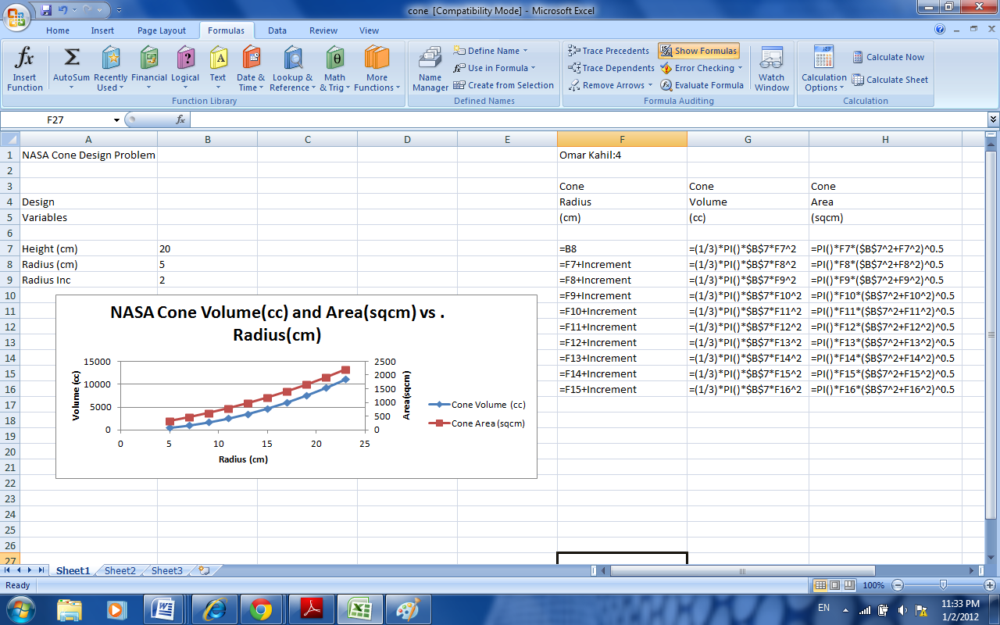 cone [Compatibility Mode] - Microsoft Excel
Home Insert Page Layout Formulas Data Review View
fx Σ A ? θ
Insert Function
AutoSum Recently Used Financial Logical Text Date & Time Lookup & Reference Math & Trig More Functions
Function Library
Name Manager
Define Name
Use in Formula
Create from Selection
Defined Names
Trace Precedents
Trace Dependents
Remove Arrows
Show Formulas
Error Checking
Evaluate Formula
Watch Window
Formula Auditing
Calculation Options
Calculate Now
Calculate Sheet
Calculation
F27 fx
A B C D E F G H
1 NASA Cone Design Problem Omar Kahil:4
2
3 Cone Cone Cone
4 Design Radius Volume Area
5 Variables (cm) (cc) (sqcm)
6
7 Height (cm) 20 =B8 =(1/3)*PI()*$B$7*F7^2 =PI()*F7*($B$7^2+F7^2)^0.5
8 Radius (cm) 5 =F7+Increment =(1/3)*PI()*$B$7*F8^2 =PI()*F8*($B$7^2+F8^2)^0.5
9 Radius Inc 2 =F8+Increment =(1/3)*PI()*$B$7*F9^2 =PI()*F9*($B$7^2+F9^2)^0.5
10 =F9+Increment =(1/3)*PI()*$B$7*F10^2 =PI()*F10*($B$7^2+F10^2)^0.5
11 =F10+Increment =(1/3)*PI()*$B$7*F11^2 =PI()*F11*($B$7^2+F11^2)^0.5
12 =F11+Increment =(1/3)*PI()*$B$7*F12^2 =PI()*F12*($B$7^2+F12^2)^0.5
13 =F12+Increment =(1/3)*PI()*$B$7*F13^2 =PI()*F13*($B$7^2+F13^2)^0.5
14 =F13+Increment =(1/3)*PI()*$B$7*F14^2 =PI()*F14*($B$7^2+F14^2)^0.5
15 =F14+Increment =(1/3)*PI()*$B$7*F15^2 =PI()*F15*($B$7^2+F15^2)^0.5
16 =F15+Increment =(1/3)*PI()*$B$7*F16^2 =PI()*F16*($B$7^2+F16^2)^0.5
17
18
19
20
21
22
23
24
25
26
27
NASA Cone Volume(cc) and Area(sqcm) vs .
Radius(cm)
Volume (cc)
15000
10000
5000
0
2500
2000
1500
1000
500
0
Area(sqcm)
0 5 10 15 20 25
Radius (cm)
Cone Volume (cc)
Cone Area (sqcm)
Sheet1 Sheet2 Sheet3
Ready 100%
EN 11:33 PM
1/2/2012